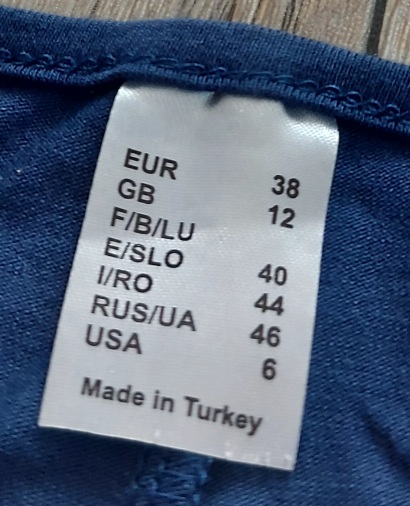 EUR 38
GB 12
F/B/LU
E/SLO 40
I/RO 44
RUS/UA 46
USA 6
Made in Turkey